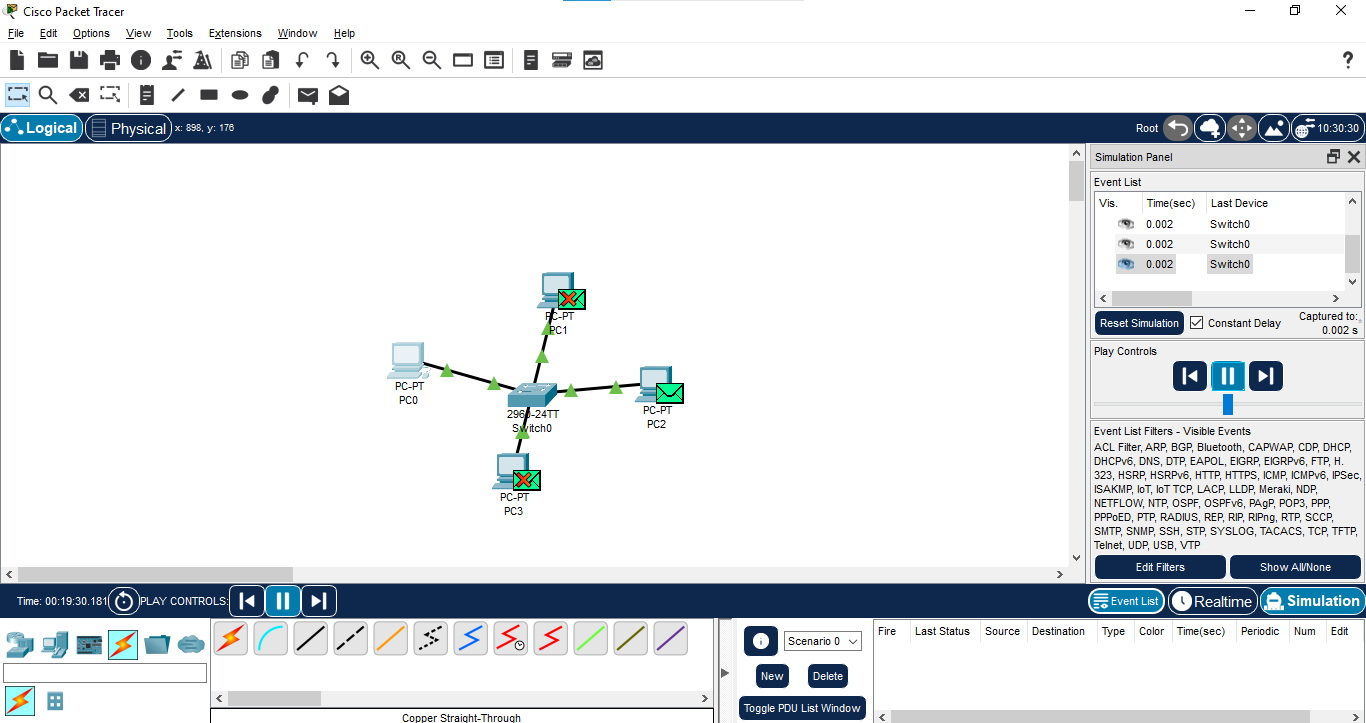 Cisco Packet Tracer
File Edit Options View Tools Extensions Window Help
Logical Physical x: 898, y: 176 Root 10:30:30
Simulation Panel
Event List
Vis. Time(sec) Last Device
0.002 Switch0
0.002 Switch0
0.002 Switch0
Reset Simulation Constant Delay Captured to:
0.002 s
Play Controls
PC-PT
PC1
PC-PT
PC0
2960-24TT
Switch0
PC-PT
PC2
PC-PT
PC3
Event List Filters - Visible Events
ACL Filter, ARP, BGP, Bluetooth, CAPWAP, CDP, DHCP,
DHCPv6, DNS, DTP, EAPOL, EIGRP, EIGRPv6, FTP, H.
323, HSRP, HSRPv6, HTTP, HTTPS, ICMP, ICMPv6, IPSec,
ISAKMP, IoT, IoT TCP, LACP, LLDP, Meraki, NDP,
NETFLOW, NTP, OSPF, OSPFv6, PAgP, POP3, PPP,
PPPoED, PTP, RADIUS, REP, RIP, RIPng, RTP, SCCP,
SMTP, SNMP, SSH, STP, SYSLOG, TACACS, TCP, TFTP,
Telnet, UDP, USB, VTP
Edit Filters Show All/None
Time: 00:19:30.181 PLAY CONTROLS: Event List Realtime Simulation
Scenario 0
New Delete
Toggle PDU List Window
Fire Last Status Source Destination Type Color Time(sec) Periodic Num Edit
Copper Straight-Through